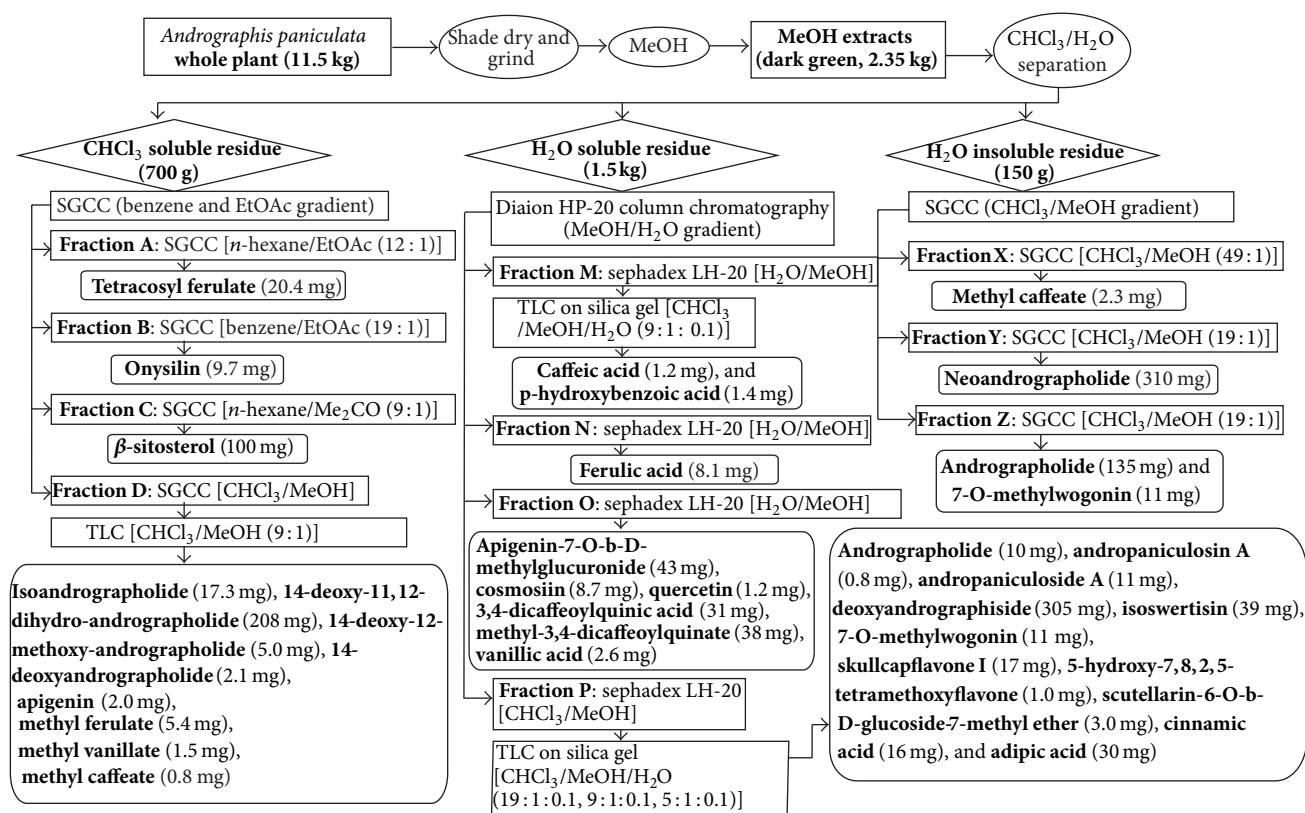 Andrographis paniculata
whole plant (11.5 kg)
Shade dry and
grind
MeOH
MeOH extracts
(dark green, 2.35 kg)
CHCl₃/H₂O
separation
CHCl₃ soluble residue
(700 g)
SGCC (benzene and EtOAc gradient)
Fraction A: SGCC [n-hexane/EtOAc (12 : 1)]
Tetracosyl ferulate (20.4 mg)
Fraction B: SGCC [benzene/EtOAc (19 : 1)]
Onysilin (9.7 mg)
Fraction C: SGCC [n-hexane/Me₂CO (9 : 1)]
β-sitosterol (100 mg)
Fraction D: SGCC [CHCl₃/MeOH]
TLC [CHCl₃/MeOH (9 : 1)]
Isoandrographolide (17.3 mg), 14-deoxy-11,12-
dihydro-andrographolide (208 mg), 14-deoxy-12-
methoxy-andrographolide (5.0 mg), 14-
deoxyandrographolide (2.1 mg),
apigenin (2.0 mg),
methyl ferulate (5.4 mg),
methyl vanillate (1.5 mg),
methyl caffeate (0.8 mg)
H₂O soluble residue
(1.5 kg)
Diaion HP-20 column chromatography
(MeOH/H₂O gradient)
Fraction M: sephadex LH-20 [H₂O/MeOH]
TLC on silica gel [CHCl₃
/MeOH/H₂O (9 : 1 : 0.1)]
Caffeic acid (1.2 mg), and
p-hydroxybenzoic acid (1.4 mg)
Fraction N: sephadex LH-20 [H₂O/MeOH]
Ferulic acid (8.1 mg)
Fraction O: sephadex LH-20 [H₂O/MeOH]
Apigenin-7-O-b-D-
methylglucuronide (43 mg),
cosmosiin (8.7 mg), quercetin (1.2 mg),
3,4-dicaffeoylquinic acid (31 mg),
methyl-3,4-dicaffeoylquinate (38 mg),
vanillic acid (2.6 mg)
Fraction P: sephadex LH-20
[CHCl₃/MeOH]
TLC on silica gel
[CHCl₃/MeOH/H₂O
(19 : 1 : 0.1, 9 : 1 : 0.1, 5 : 1 : 0.1)]
H₂O insoluble residue
(150 g)
SGCC (CHCl₃/MeOH gradient)
Fraction X: SGCC [CHCl₃/MeOH (49 : 1)]
Methyl caffeate (2.3 mg)
Fraction Y: SGCC [CHCl₃/MeOH (19 : 1)]
Neoandrographolide (310 mg)
Fraction Z: SGCC [CHCl₃/MeOH (19 : 1)]
Andrographolide (135 mg) and
7-O-methylwogonin (11 mg)
Andrographolide (10 mg), andropaniculosin A
(0.8 mg), andropaniculoside A (11 mg),
deoxyandrographiside (305 mg), isoswertisin (39 mg),
7-O-methylwogonin (11 mg),
skullcapflavone I (17 mg), 5-hydroxy-7,8,2,5-
tetramethoxyflavone (1.0 mg), scutellarin-6-O-b-
D-glucoside-7-methyl ether (3.0 mg), cinnamic
acid (16 mg), and adipic acid (30 mg)